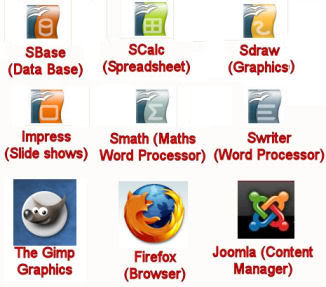 SBase
(Data Base)
SCalc
(Spreadsheet)
Sdraw
(Graphics)
Impress
(Slide shows)
Smath (Maths
Word Processor)
Swriter
(Word Processor)
The Gimp
Graphics
Firefox
(Browser)
Joomla (Content
Manager)